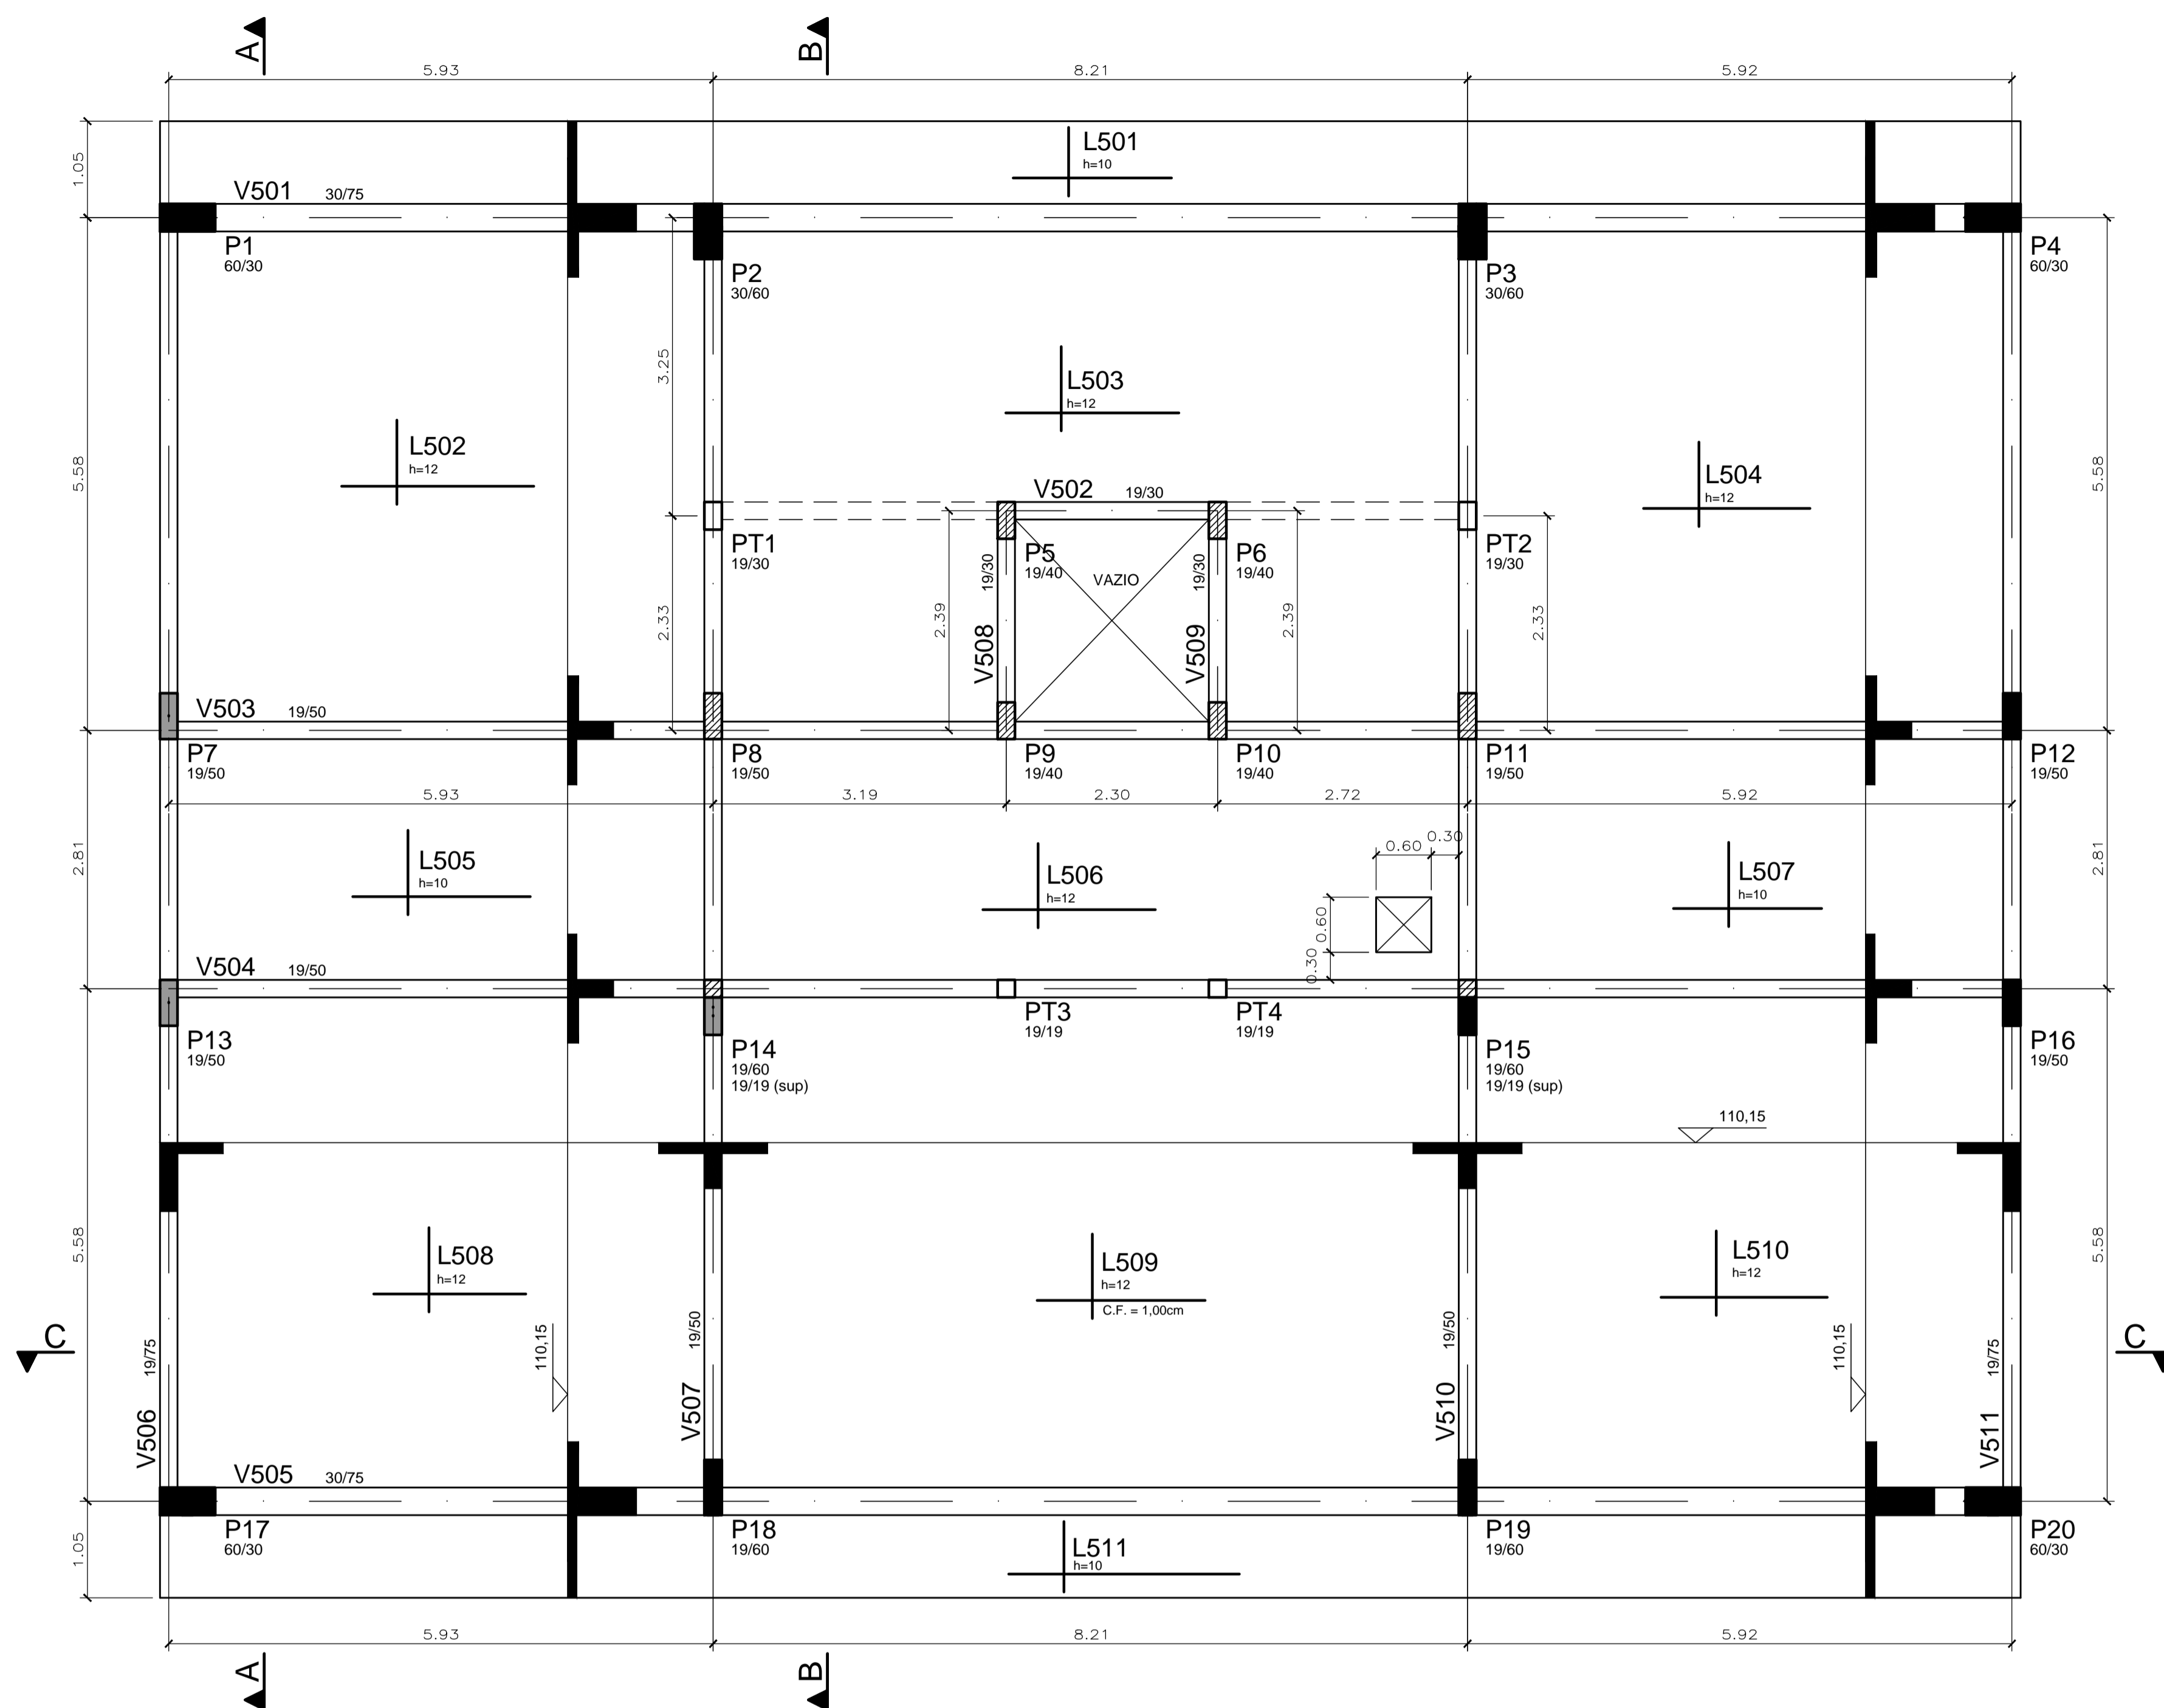 A
B
5.93
8.21
5.92
1.05
L501
h=10
V501 30/75
P1
60/30
P2
30/60
P3
30/60
P4
60/30
5.58
3.25
L503
h=12
L502
h=12
L504
h=12
5.58
V502 19/30
PT1
19/30
P5
19/40
VAZIO
P6
19/40
PT2
19/30
19/30
19/30
2.33
2.39
2.39
2.33
V508
V509
V503 19/50
P7
19/50
P8
19/50
P9
19/40
P10
19/40
P11
19/50
P12
19/50
5.93
3.19
2.30
2.72
5.92
2.81
L505
h=10
L506
h=12
0.60
0.30
0.60
0.30
L507
h=10
2.81
V504 19/50
P13
19/50
P14
19/60
19/19 (sup)
PT3
19/19
PT4
19/19
P15
19/60
19/19 (sup)
P16
19/50
110,15
5.58
L508
h=12
L509
h=12
C.F. = 1,00cm
L510
h=12
5.58
C
C
19/75
110,15
19/50
19/50
110,15
19/75
V506
V507
V510
V511
V505 30/75
P17
60/30
P18
19/60
P19
19/60
P20
60/30
1.05
L511
h=10
5.93
8.21
5.92
A
B